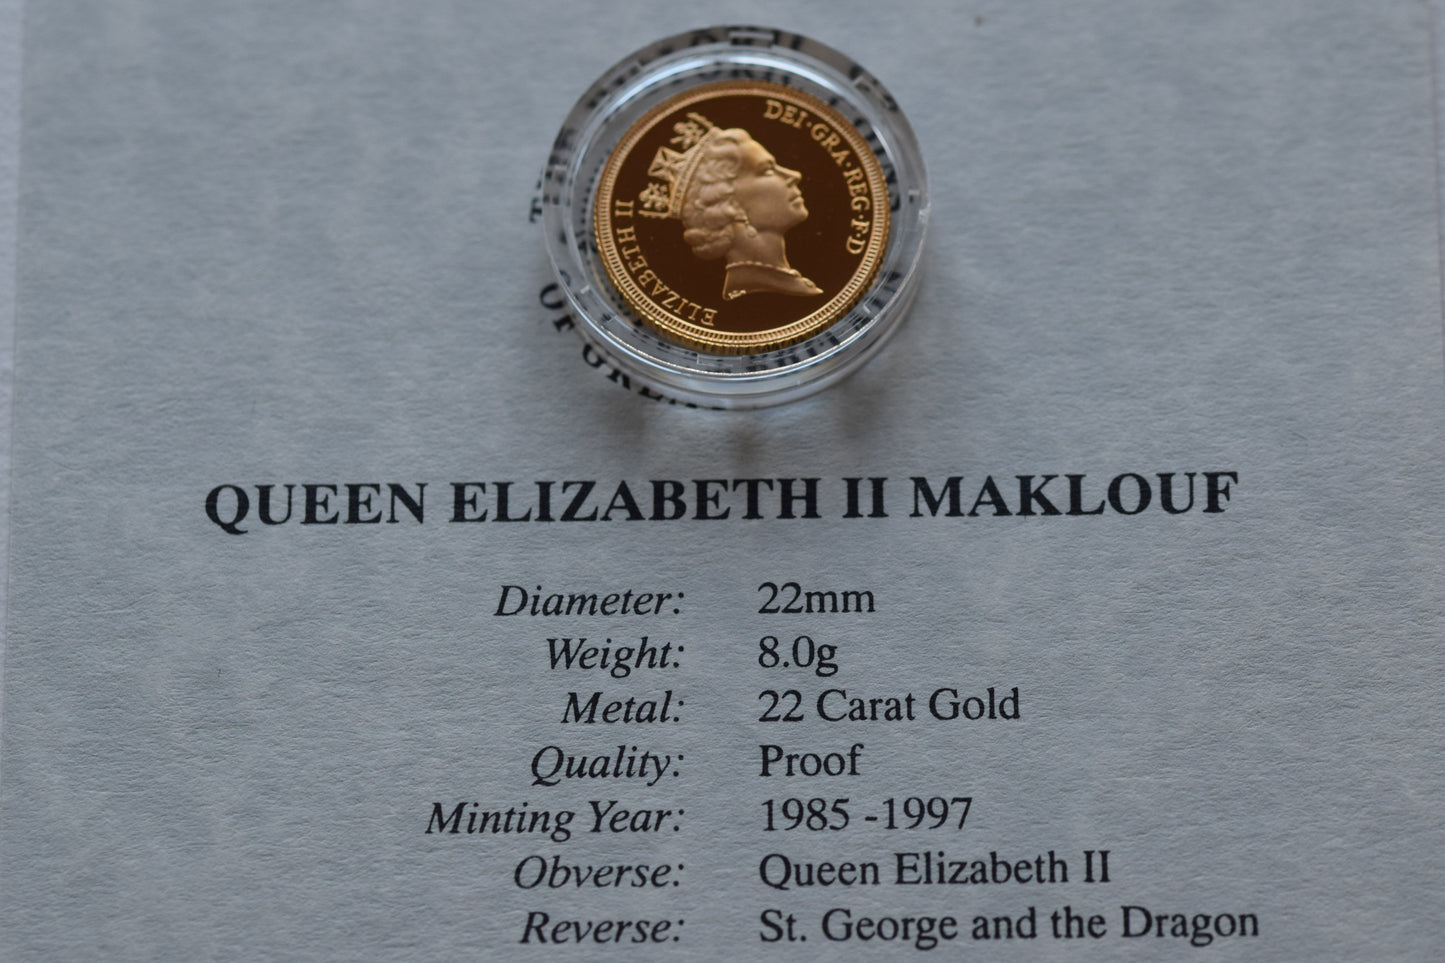 ELIZABETH II
DEI·GRA·REG·F·D
OF
QUEEN ELIZABETH II MAKLOUF
Diameter: 22mm
Weight: 8.0g
Metal: 22 Carat Gold
Quality: Proof
Minting Year: 1985 -1997
Obverse: Queen Elizabeth II
Reverse: St. George and the Dragon